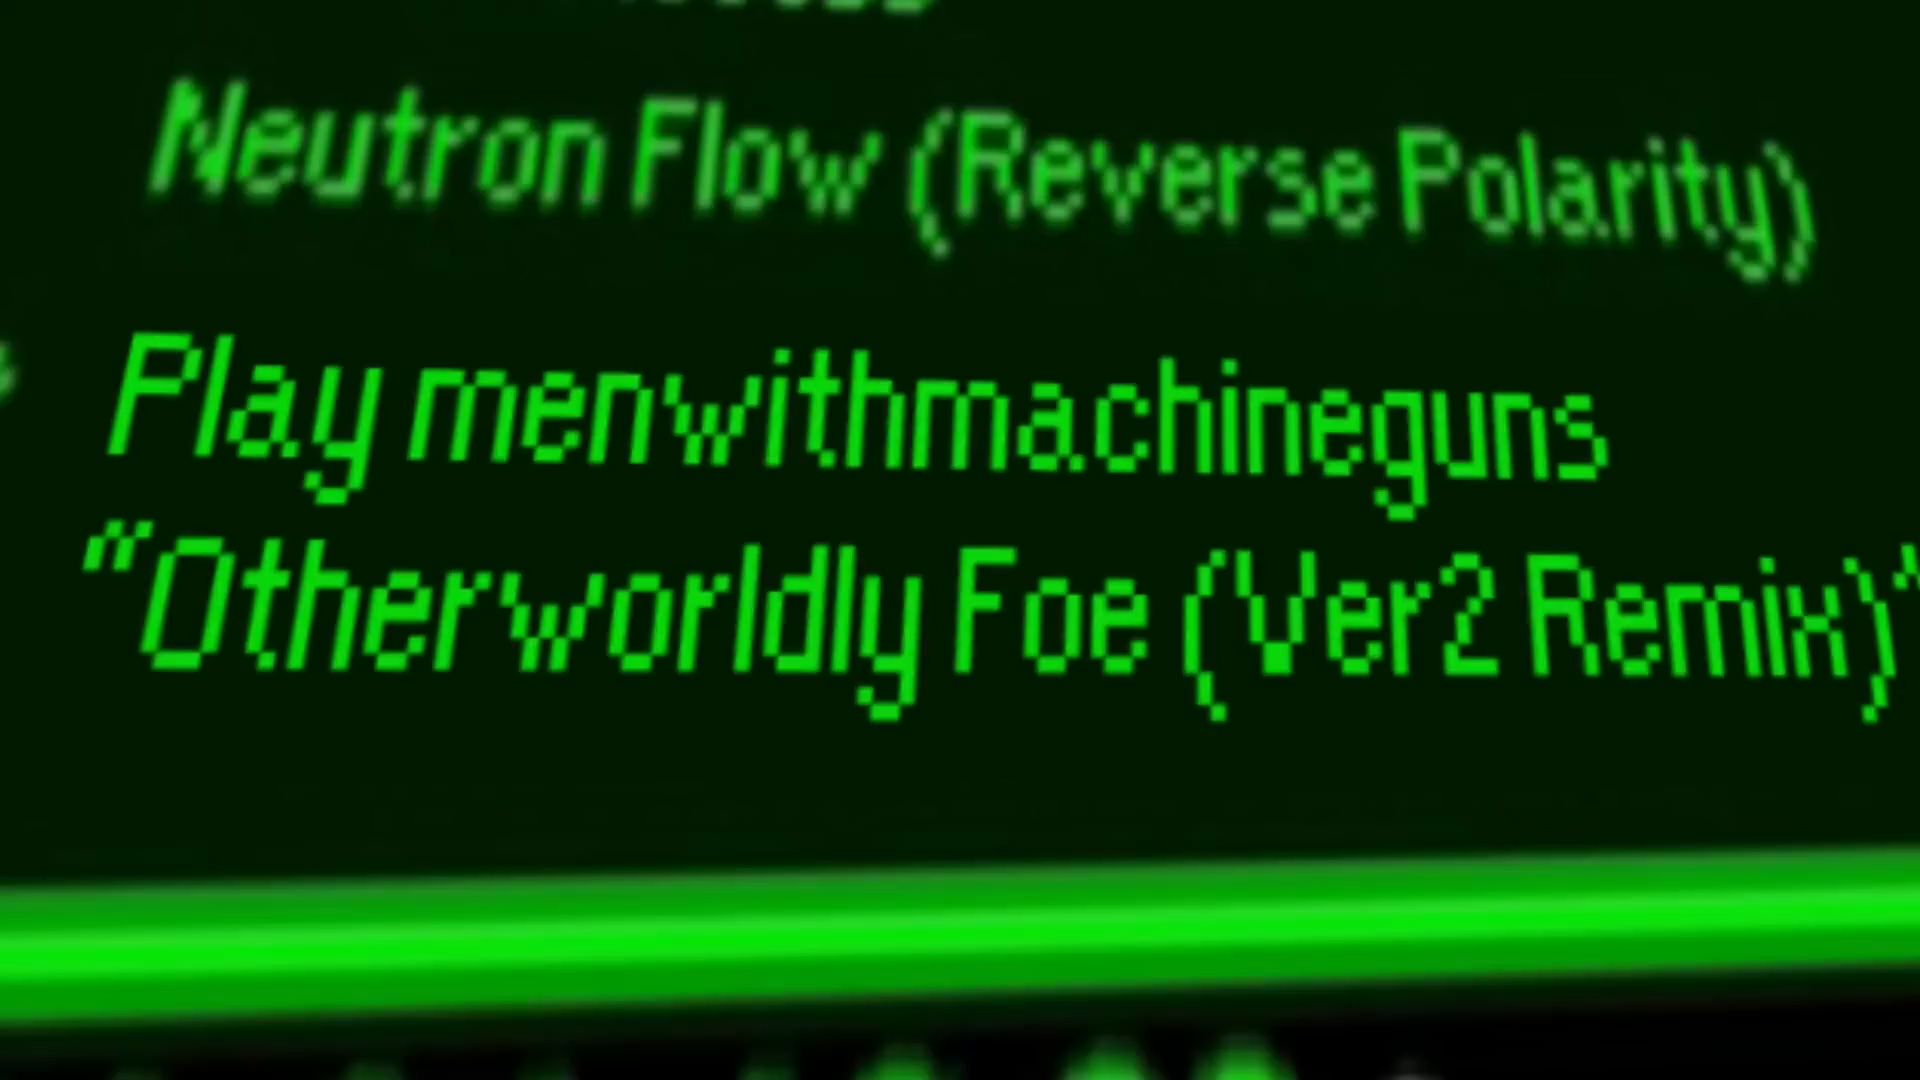 Neutron Flow (Reverse Polarity)
Play menwithmachineguns
“Otherworldly Foe (Ver2 Remix)“